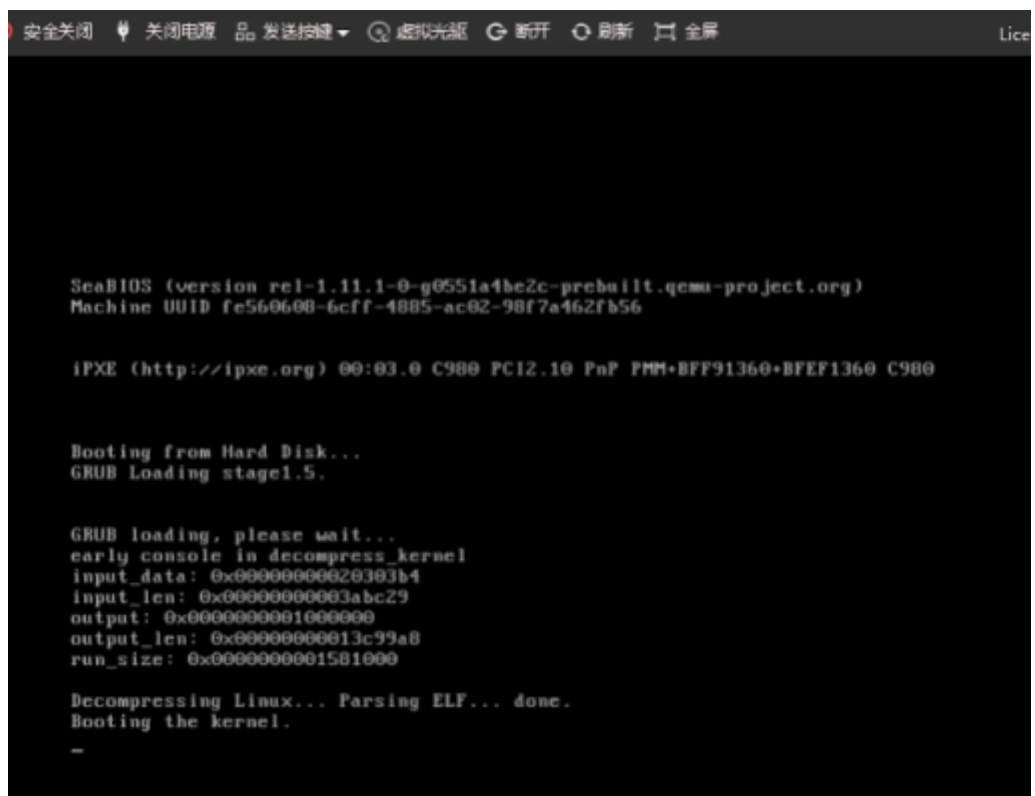 安全关闭 关闭电源 发送按键 虚拟光驱 断开 刷新 全屏 Lice
SeaBIOS (version rel-1.11.1-0-g0551a4be2c-prebuilt.qemu-project.org)
Machine UUID fe560608-6cff-4885-ac02-98f7a462fb56
iPXE (http://ipxe.org) 00:03.0 C980 PCI2.10 PnP PMM+BFF91360+BFEF1360 C980
Booting from Hard Disk...
GRUB Loading stage1.5.
GRUB loading, please wait...
early console in decompress_kernel
input_data: 0x00000000020303b4
input_len: 0x00000000003abc29
output: 0x0000000001000000
output_len: 0x00000000013c99a8
run_size: 0x0000000001581000
Decompressing Linux... Parsing ELF... done.
Booting the kernel.